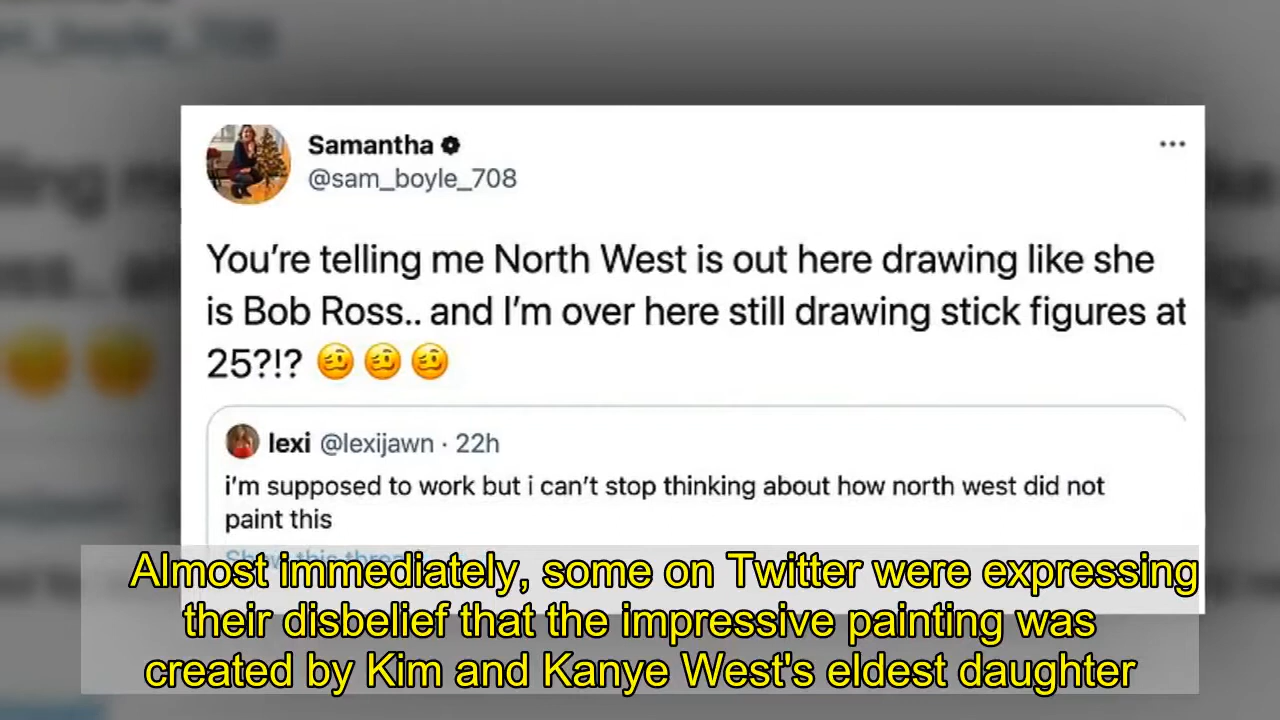 Samantha
@sam_boyle_708
You're telling me North West is out here drawing like she
is Bob Ross.. and I'm over here still drawing stick figures at
25?!? 🥴🥴🥴
lexi @lexijawn · 22h
i'm supposed to work but i can't stop thinking about how north west did not
paint this
Show this thread
Almost immediately, some on Twitter were expressing
their disbelief that the impressive painting was
created by Kim and Kanye West's eldest daughter